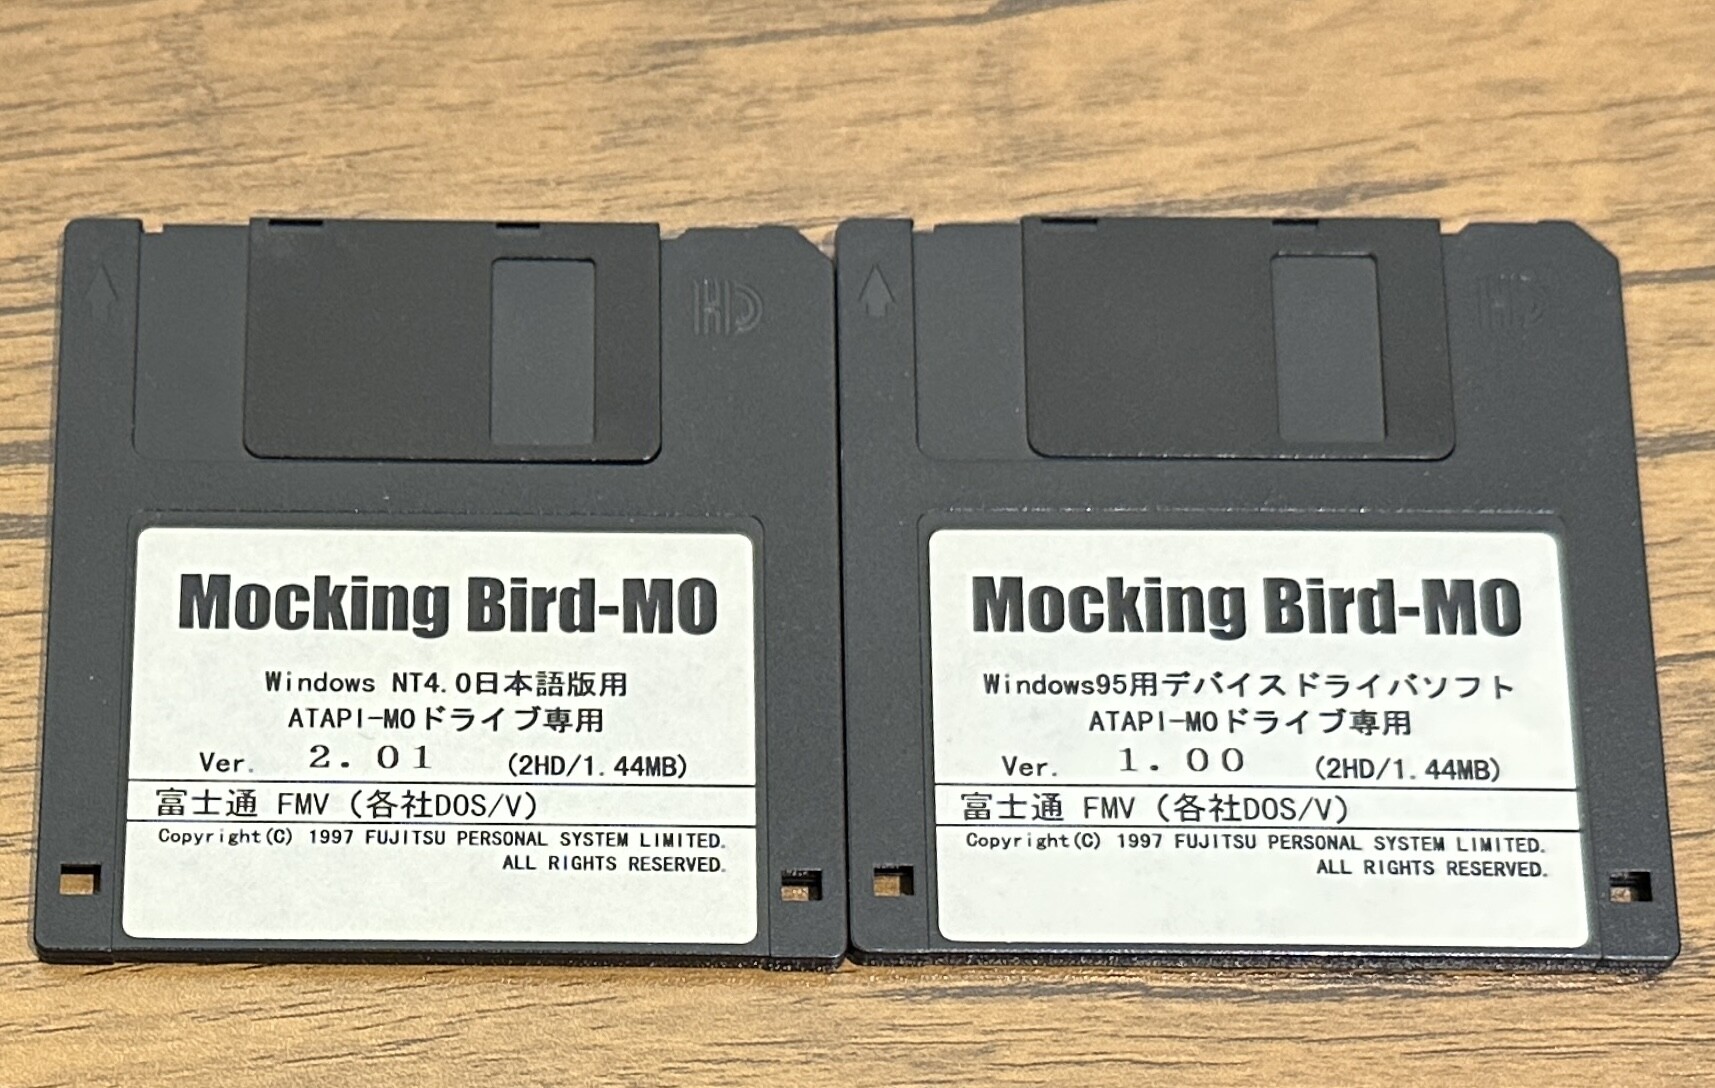 HD
Mocking Bird-MO
Windows NT4.0日本語版用
ATAPI-MOドライブ専用
Ver. 2.01 (2HD/1.44MB)
富士通 FMV (各社DOS/V)
Copyright(C) 1997 FUJITSU PERSONAL SYSTEM LIMITED.
ALL RIGHTS RESERVED.
HD
Mocking Bird-MO
Windows95用デバイスドライバソフト
ATAPI-MOドライブ専用
Ver. 1.00 (2HD/1.44MB)
富士通 FMV (各社DOS/V)
Copyright(C) 1997 FUJITSU PERSONAL SYSTEM LIMITED.
ALL RIGHTS RESERVED.